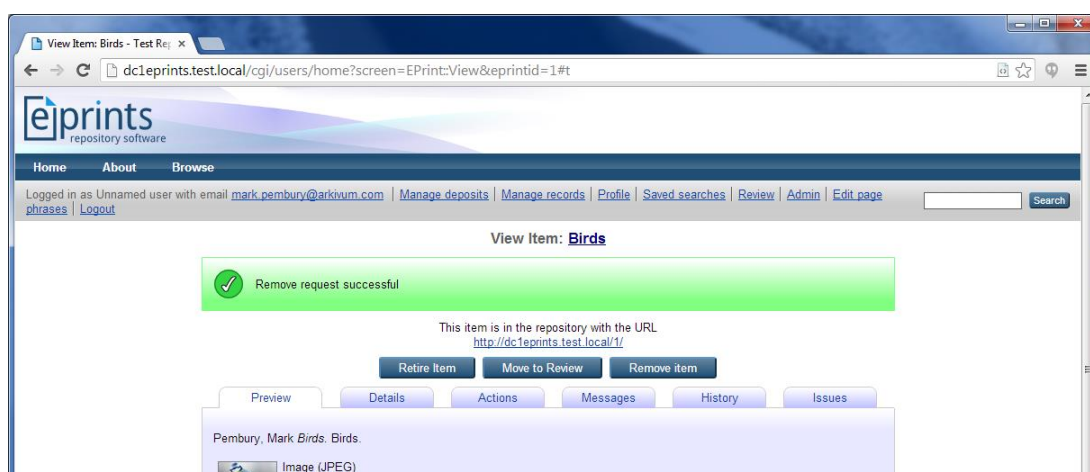 View Item: Birds - Test Re
dc1eprints.test.local/cgi/users/home?screen=EPrint::View&eprintid=1#t
eprints
repository software
Home About Browse
Logged in as Unnamed user with email mark.pembury@arkivum.com | Manage deposits | Manage records | Profile | Saved searches | Review | Admin | Edit page
phrases | Logout
Search
View Item: Birds
Remove request successful
This item is in the repository with the URL
http://dc1eprints.test.local/1/
Retire Item Move to Review Remove item
Preview Details Actions Messages History Issues
Pembury, Mark Birds. Birds.
Image (JPEG)